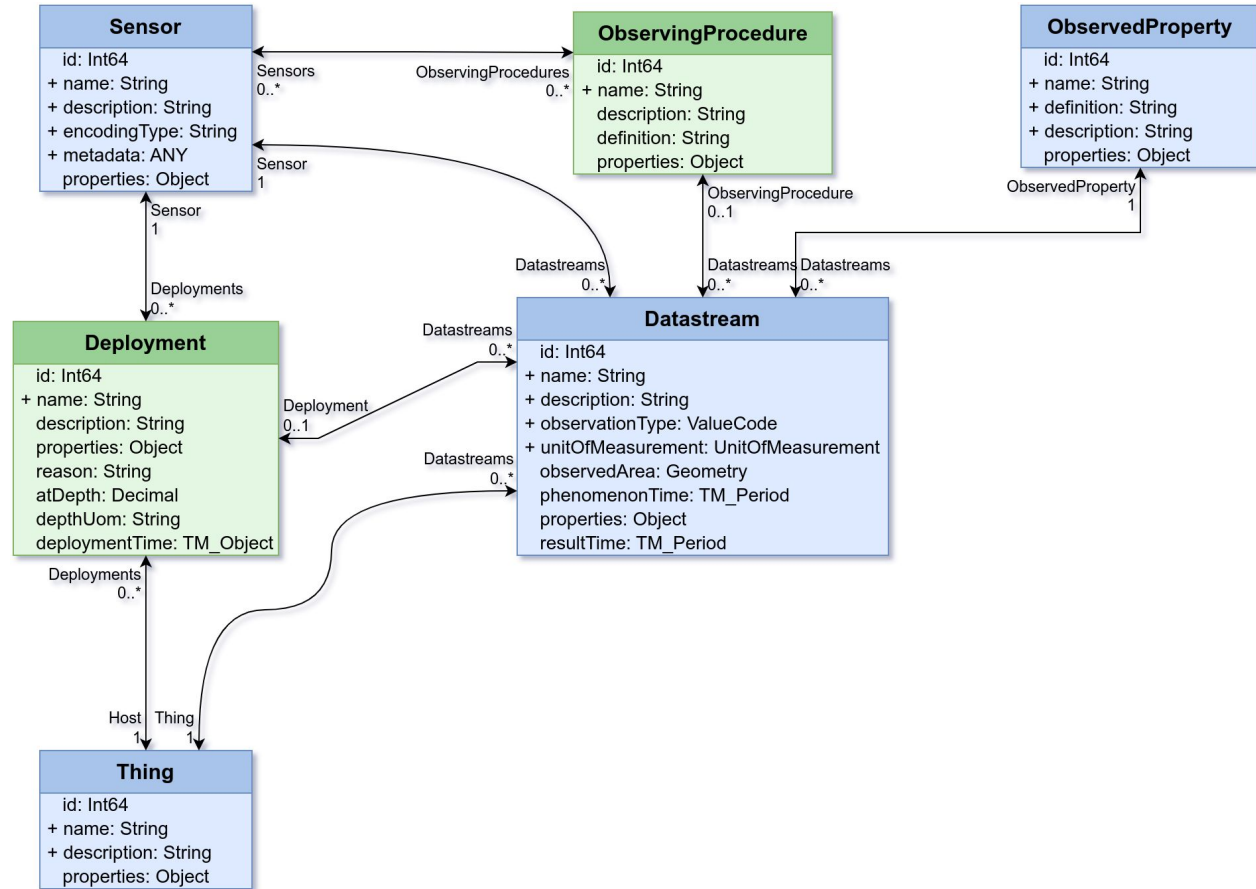 Sensor
id: Int64
+ name: String
+ description: String
+ encodingType: String
+ metadata: ANY
properties: Object
ObservingProcedure
id: Int64
+ name: String
description: String
definition: String
properties: Object
ObservedProperty
id: Int64
+ name: String
+ definition: String
+ description: String
properties: Object
Sensors
0..*
ObservingProcedures
0..*
Sensor
1
Sensor
1
ObservingProcedure
0..1
ObservedProperty
1
Deployments
0..*
Datastreams
0..*
Datastreams
0..*
Datastreams
0..*
Deployment
id: Int64
+ name: String
description: String
properties: Object
reason: String
atDepth: Decimal
depthUom: String
deploymentTime: TM_Object
Datastreams
0..*
Deployment
0..1
Datastreams
0..*
Datastream
id: Int64
+ name: String
+ description: String
+ observationType: ValueCode
+ unitOfMeasurement: UnitOfMeasurement
observedArea: Geometry
phenomenonTime: TM_Period
properties: Object
resultTime: TM_Period
Deployments
0..*
Host
1
Thing
1
Thing
id: Int64
+ name: String
+ description: String
properties: Object